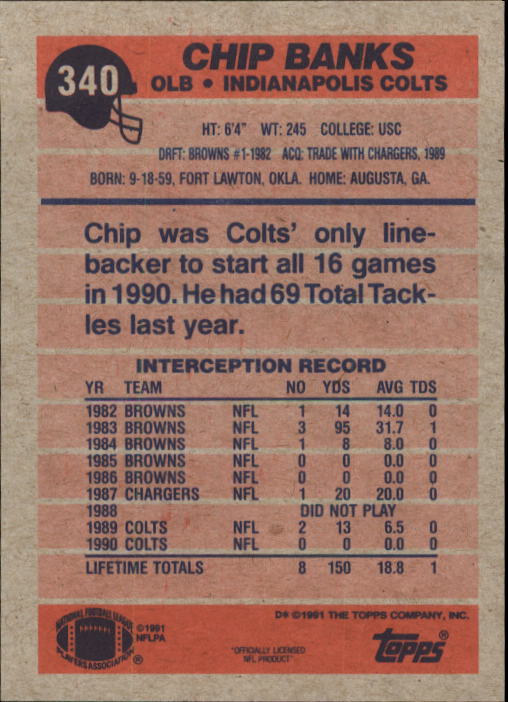 340
CHIP BANKS
OLB • INDIANAPOLIS COLTS
HT: 6'4" WT: 245 COLLEGE: USC
DRFT: BROWNS #1-1982 ACQ: TRADE WITH CHARGERS, 1989
BORN: 9-18-59, FORT LAWTON, OKLA. HOME: AUGUSTA, GA.
Chip was Colts' only line-
backer to start all 16 games
in 1990. He had 69 Total Tack-
les last year.
INTERCEPTION RECORD
YR TEAM NO YDS AVG TDS
1982 BROWNS NFL 1 14 14.0 0
1983 BROWNS NFL 3 95 31.7 1
1984 BROWNS NFL 1 8 8.0 0
1985 BROWNS NFL 0 0 0.0 0
1986 BROWNS NFL 0 0 0.0 0
1987 CHARGERS NFL 1 20 20.0 0
1988 DID NOT PLAY
1989 COLTS NFL 2 13 6.5 0
1990 COLTS NFL 0 0 0.0 0
LIFETIME TOTALS 8 150 18.8 1
NATIONAL FOOTBALL LEAGUE
PLAYERS ASSOCIATION
®
©1991
NFLPA
D* ©1991 THE TOPPS COMPANY, INC.
"OFFICIALLY LICENSED
NFL PRODUCT"
Topps®